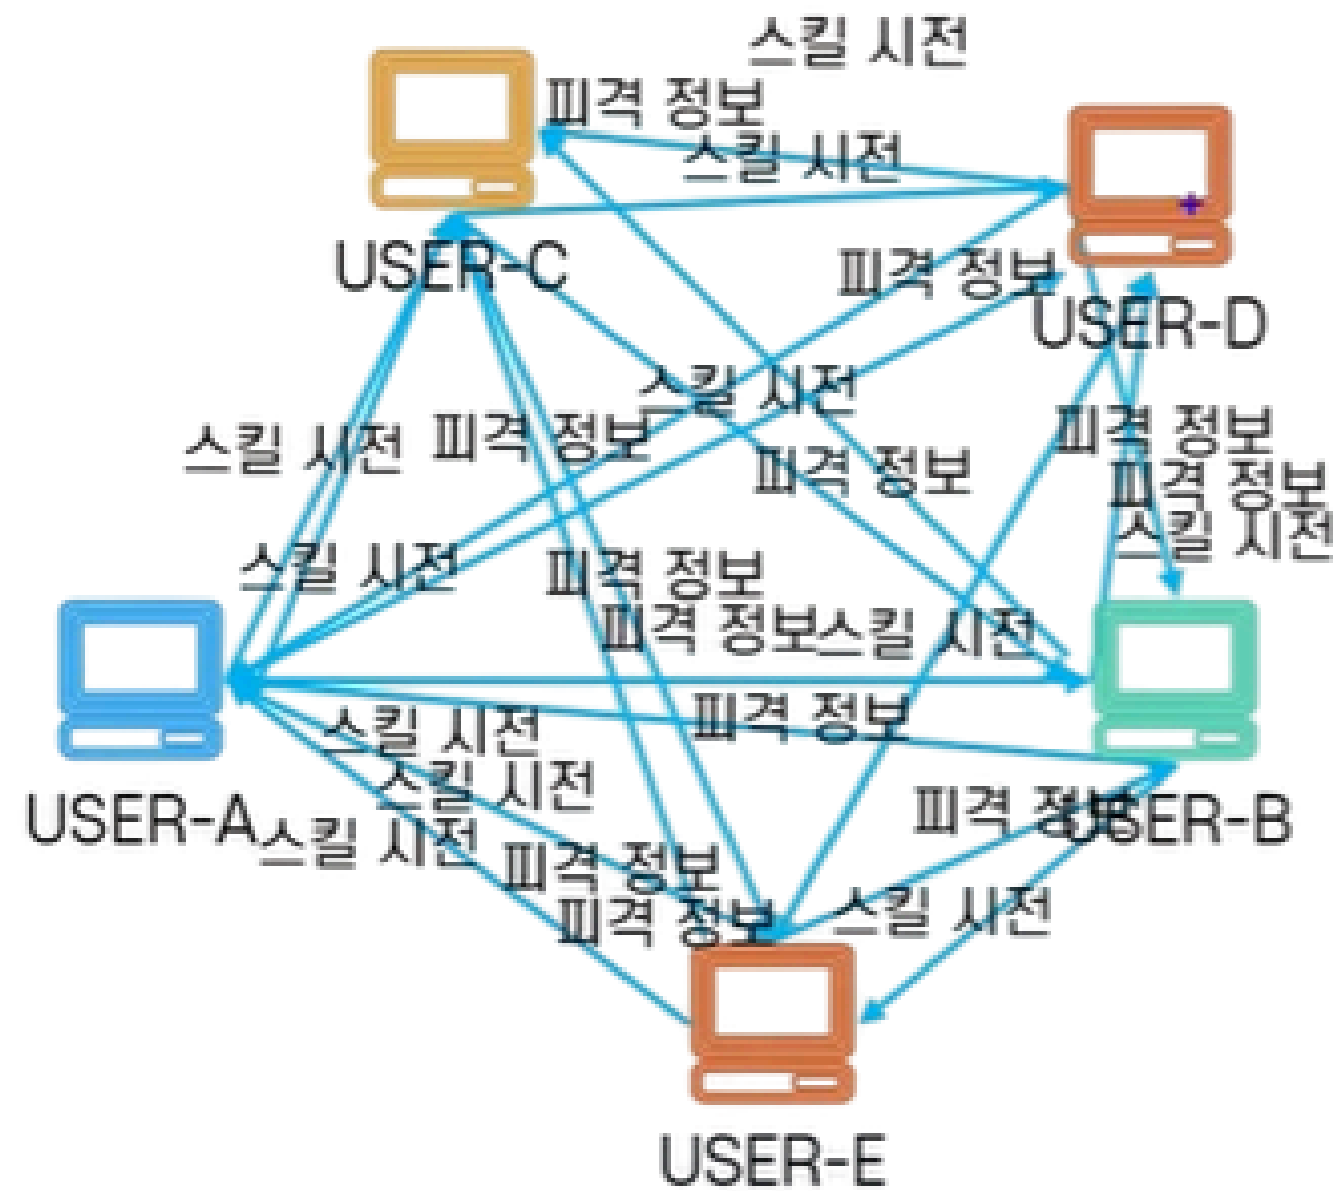 스킬 시전
피격 정보
스킬 시전
USER-C
피격 정보
USER-D
스킬 시전
피격 정보
스킬 시전
피격 정보
피격 정보
피격 정보
스킬 시전
스킬 시전
피격 정보
피격 정보
스킬 시전
피격 정보
스킬 시전
스킬 시전
USER-A
스킬 시전
피격 정보
USER-B
피격 정보
피격 정보
스킬 시전
USER-E